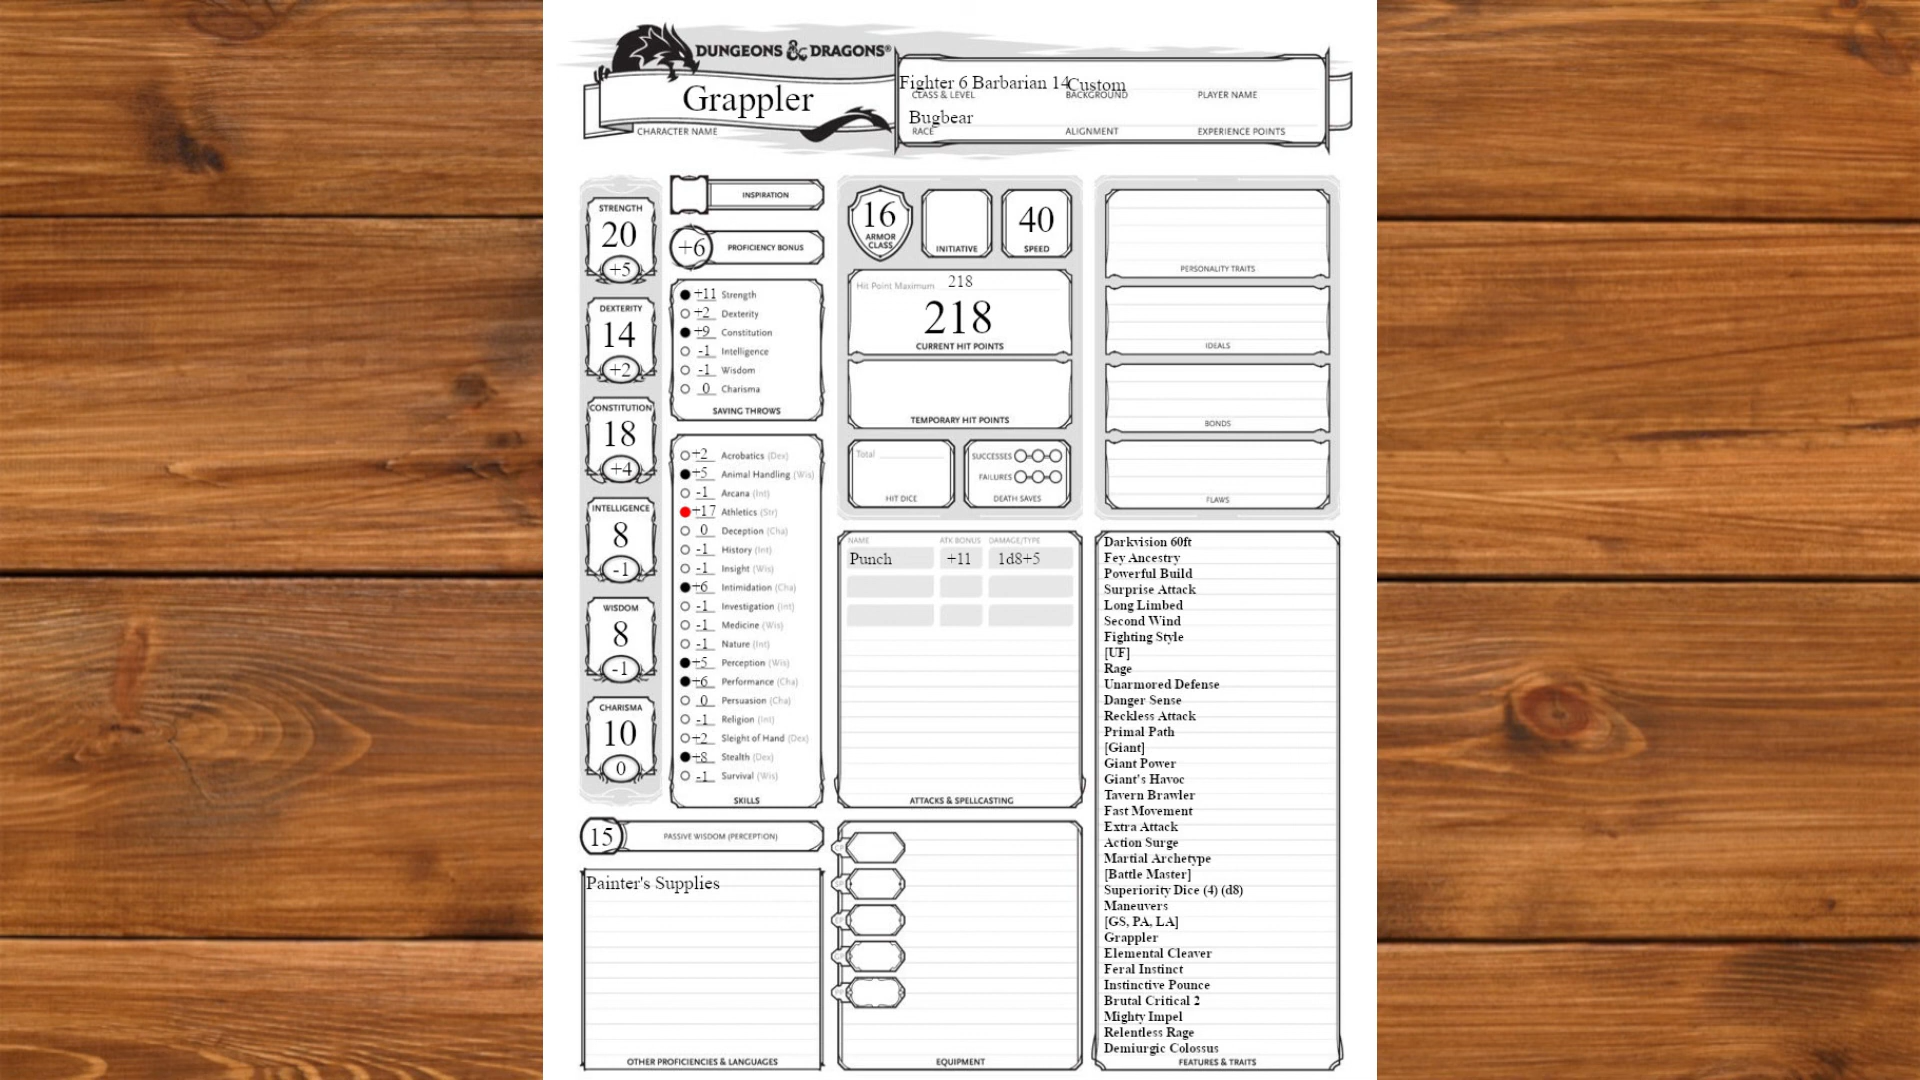 DUNGEONS & DRAGONS®
Grappler
CHARACTER NAME
Fighter 6 Barbarian 14 Custom
CLASS & LEVEL BACKGROUND PLAYER NAME
Bugbear
RACE ALIGNMENT EXPERIENCE POINTS
STRENGTH
20
+5
DEXTERITY
14
+2
CONSTITUTION
18
+4
INTELLIGENCE
8
-1
WISDOM
8
-1
CHARISMA
10
0
INSPIRATION
+6 PROFICIENCY BONUS
+11 Strength
+2 Dexterity
+9 Constitution
-1 Intelligence
-1 Wisdom
0 Charisma
SAVING THROWS
+2 Acrobatics (Dex)
+5 Animal Handling (Wis)
-1 Arcana (Int)
+17 Athletics (Str)
0 Deception (Cha)
-1 History (Int)
-1 Insight (Wis)
+6 Intimidation (Cha)
-1 Investigation (Int)
-1 Medicine (Wis)
-1 Nature (Int)
+5 Perception (Wis)
+6 Performance (Cha)
0 Persuasion (Cha)
-1 Religion (Int)
+2 Sleight of Hand (Dex)
+8 Stealth (Dex)
-1 Survival (Wis)
SKILLS
15 PASSIVE WISDOM (PERCEPTION)
Painter's Supplies
OTHER PROFICIENCIES & LANGUAGES
16
ARMOR
CLASS
INITIATIVE
40
SPEED
Hit Point Maximum 218
218
CURRENT HIT POINTS
TEMPORARY HIT POINTS
Total
HIT DICE
SUCCESSES
FAILURES
DEATH SAVES
NAME ATK BONUS DAMAGE/TYPE
Punch +11 1d8+5
ATTACKS & SPELLCASTING
EQUIPMENT
PERSONALITY TRAITS
IDEALS
BONDS
FLAWS
Darkvision 60ft
Fey Ancestry
Powerful Build
Surprise Attack
Long Limbed
Second Wind
Fighting Style
[UF]
Rage
Unarmored Defense
Danger Sense
Reckless Attack
Primal Path
[Giant]
Giant Power
Giant's Havoc
Tavern Brawler
Fast Movement
Extra Attack
Action Surge
Martial Archetype
[Battle Master]
Superiority Dice (4) (d8)
Maneuvers
[GS, PA, LA]
Grappler
Elemental Cleaver
Feral Instinct
Instinctive Pounce
Brutal Critical 2
Mighty Impel
Relentless Rage
Demiurgic Colossus
FEATURES & TRAITS